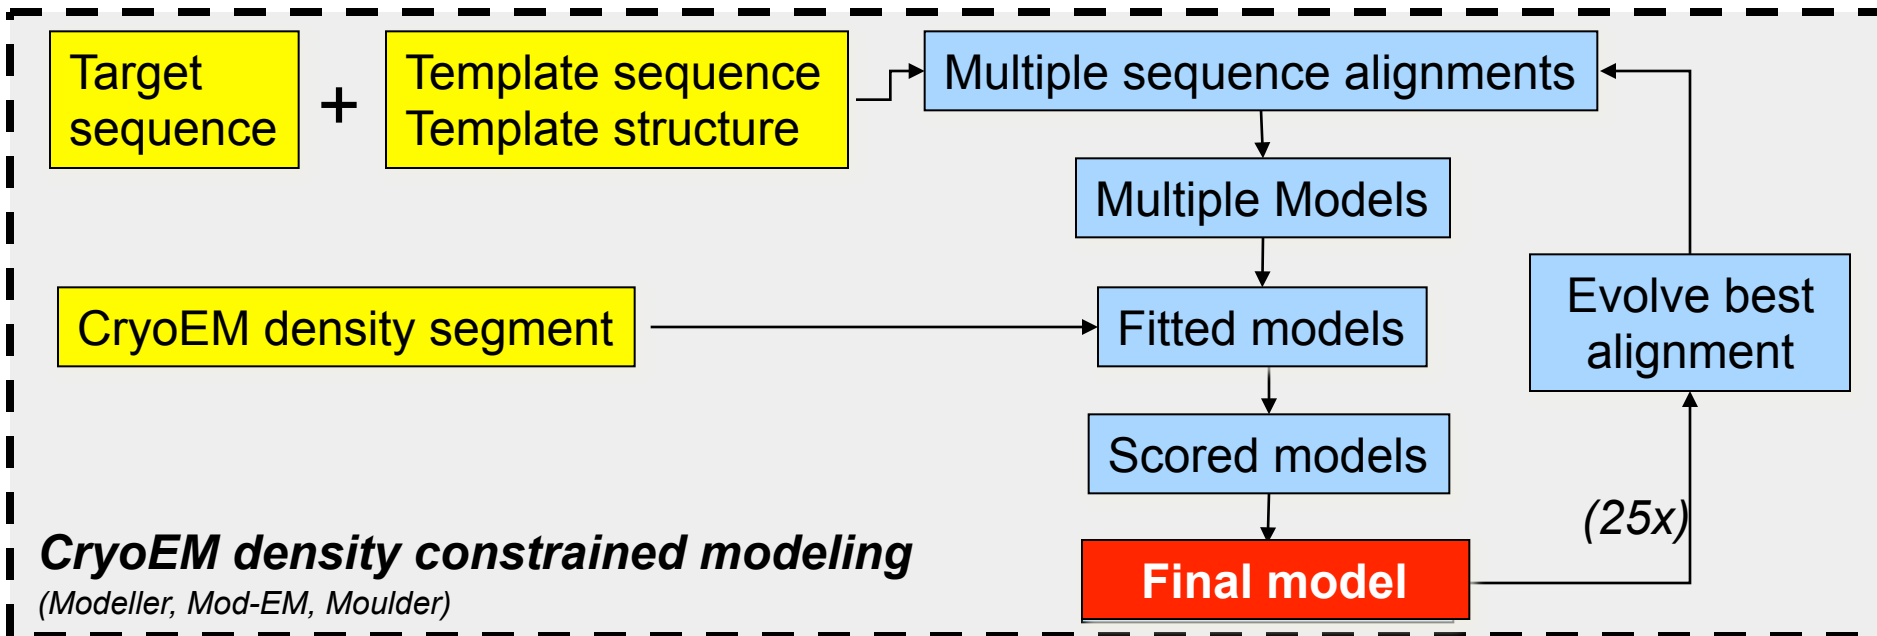 Target
sequence
+
Template sequence
Template structure
Multiple sequence alignments
Multiple Models
CryoEM density segment
Fitted models
Evolve best
alignment
Scored models
(25x)
Final model
CryoEM density constrained modeling
(Modeller, Mod-EM, Moulder)